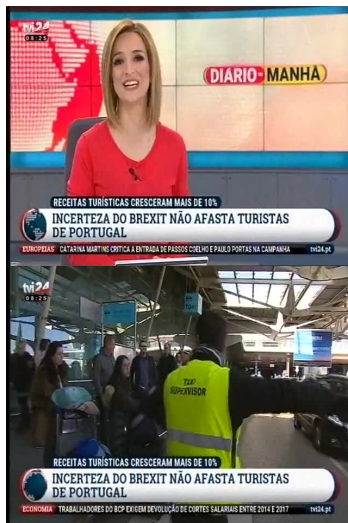 tvi24
08:25
DIÁRIO DA MANHÃ
RECEITAS TURÍSTICAS CRESCERAM MAIS DE 10%
INCERTEZA DO BREXIT NÃO AFASTA TURISTAS
DE PORTUGAL
EUROPEIAS CATARINA MARTINS CRITICA A ENTRADA DE PASSOS COELHO E PAULO PORTAS NA CAMPANHA tvi24.pt
tvi24
08:26
TAXI
SUPERVISOR
RECEITAS TURÍSTICAS CRESCERAM MAIS DE 10%
INCERTEZA DO BREXIT NÃO AFASTA TURISTAS
DE PORTUGAL
ECONOMIA TRABALHADORES DO BCP EXIGEM DEVOLUÇÃO DE CORTES SALARIAIS ENTRE 2014 E 2017 tvi24.pt